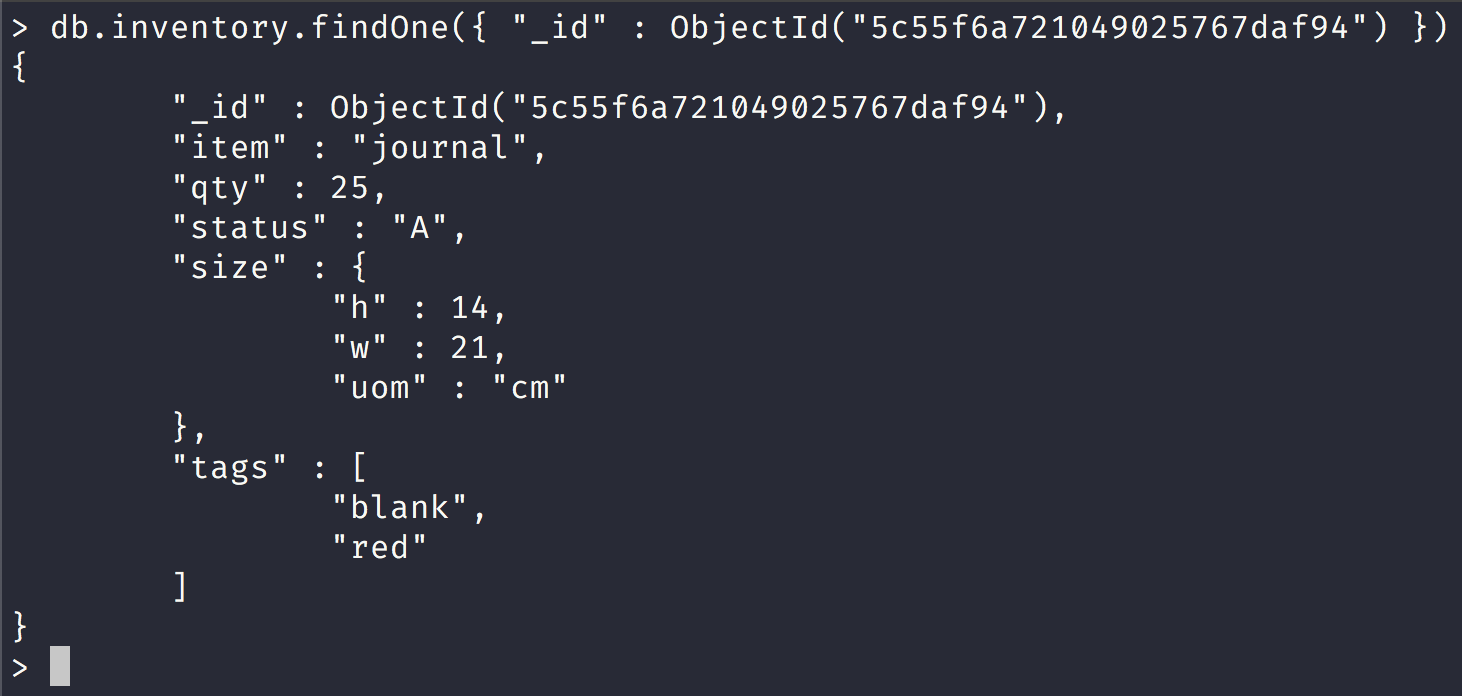 > db.inventory.findOne({ "_id" : ObjectId("5c55f6a721049025767daf94") })
{
        "_id" : ObjectId("5c55f6a721049025767daf94"),
        "item" : "journal",
        "qty" : 25,
        "status" : "A",
        "size" : {
                "h" : 14,
                "w" : 21,
                "uom" : "cm"
        },
        "tags" : [
                "blank",
                "red"
        ]
}
>